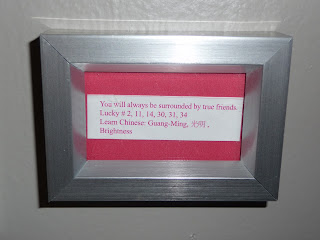 You will always be surrounded by true friends.
Lucky # 2, 11, 14, 30, 31, 34
Learn Chinese: Guang-Ming, 光明,
Brightness